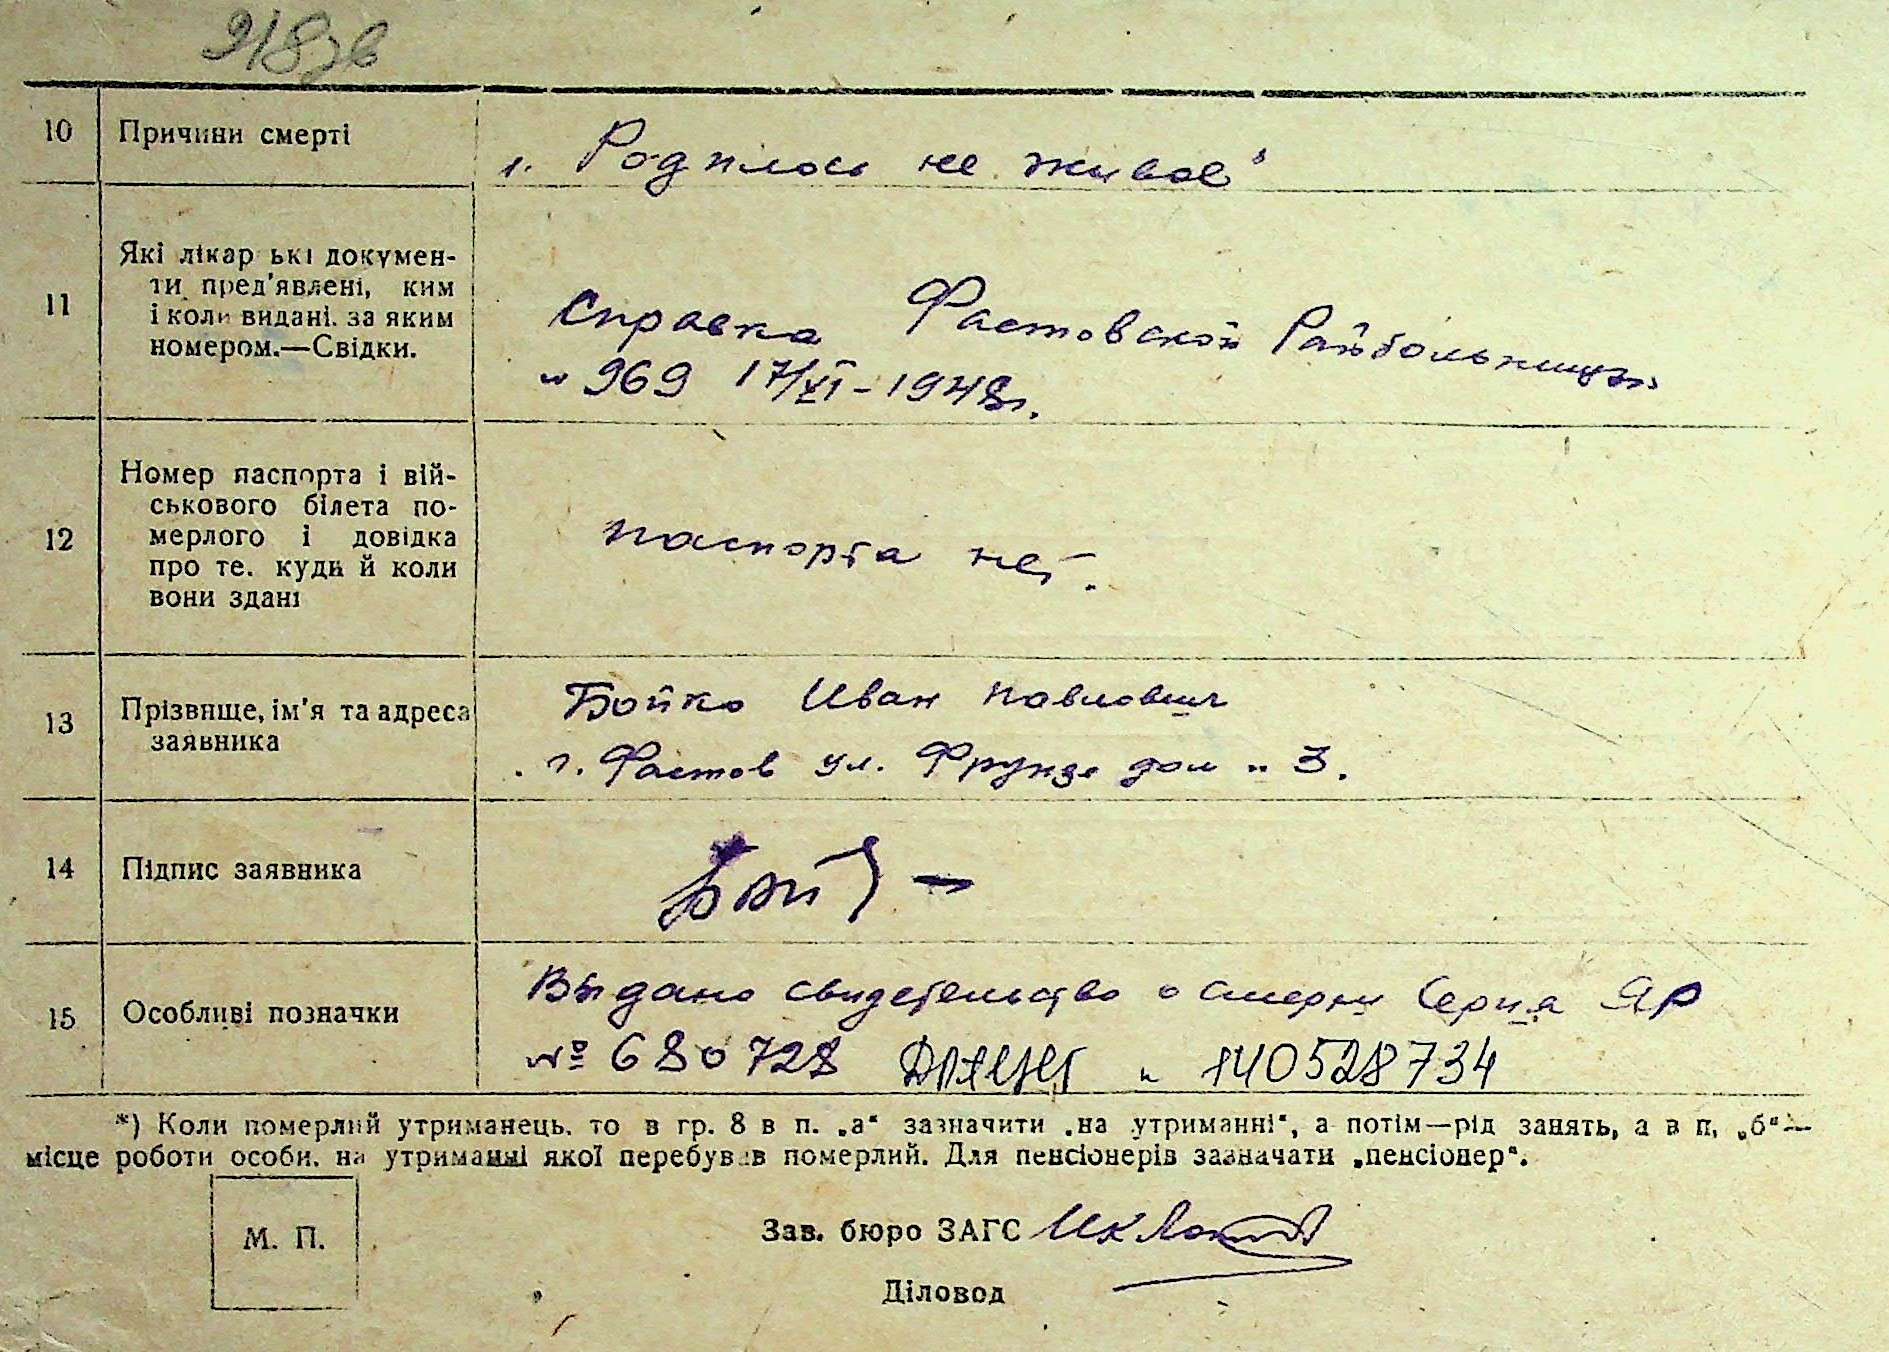 10 Причини смерті
1. Родилось не живое
11 Які лікар ькі докумен-
ти пред'явлені, ким
і коли видані. за яким
номером.—Свідки.
Справка Фастовской Райбольницы
№ 969 17/XI-1948г.
12 Номер паспорта і вій-
ськового білета по-
мерлого і довідка
про те. куди й коли
вони здані
паспорта нет.
13 Прізвище, ім'я та адреса
заявника
Бойко Иван Павлович
г. Фастов ул. Фрунзе дом № 3.
14 Підпис заявника
15 Особливі позначки
Выдано свидетельство о смерти Серия ЯР
№ 680728 140528734
*) Коли померлий утриманець. то в гр. 8 в п. „а“ зазначити „на утриманні“, а потім—рід занять, а в п. „б“—
місце роботи особи. на утриманні якої перебував померлий. Для пенсіонерів зазначати „пенсіонер“.
М. П.
Зав. бюро ЗАГС
Діловод